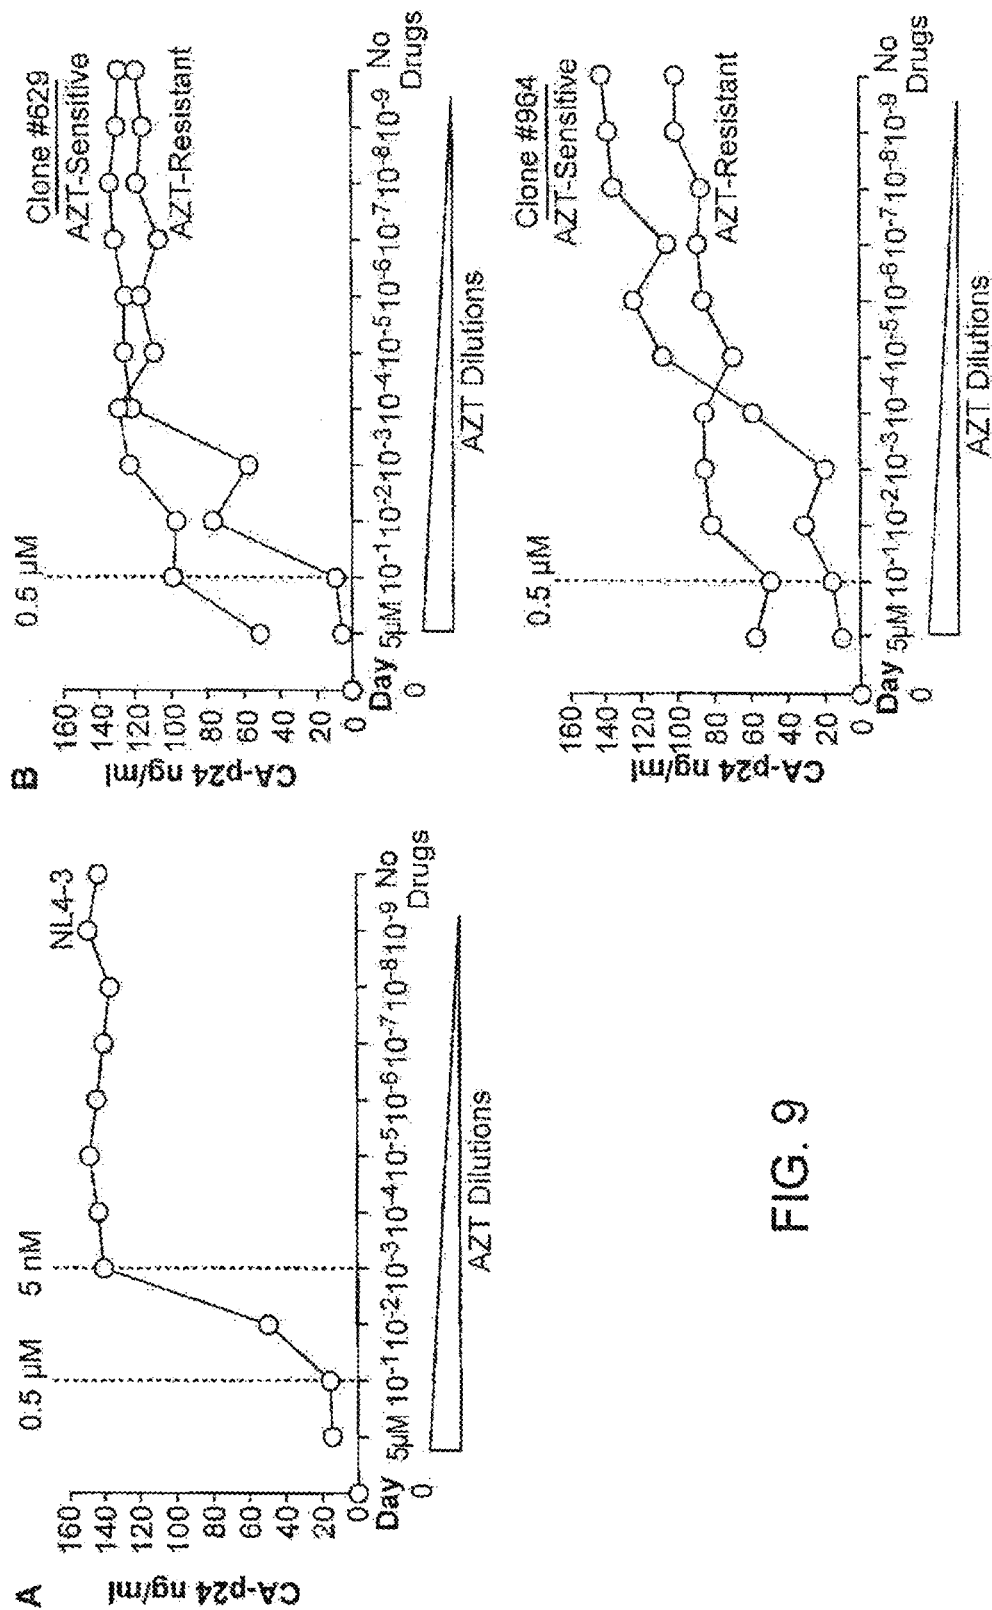 A
0.5 µM
5 nM
NL4-3
CA-p24 ng/ml
160
140
120
100
80
60
40
20
0
Day
0
5µM 10-1 10-2 10-3 10-4 10-5 10-6 10-7 10-8 10-9 No
Drugs
AZT Dilutions
B
0.5 µM
Clone #629
AZT-Sensitive
AZT-Resistant
CA-p24 ng/ml
160
140
120
100
80
60
40
20
0
Day
0
5µM 10-1 10-2 10-3 10-4 10-5 10-6 10-7 10-8 10-9 No
Drugs
AZT Dilutions
0.5 µM
Clone #964
AZT-Sensitive
AZT-Resistant
CA-p24 ng/ml
160
140
120
100
80
60
40
20
0
Day
0
5µM 10-1 10-2 10-3 10-4 10-5 10-6 10-7 10-8 10-9 No
Drugs
AZT Dilutions
FIG. 9